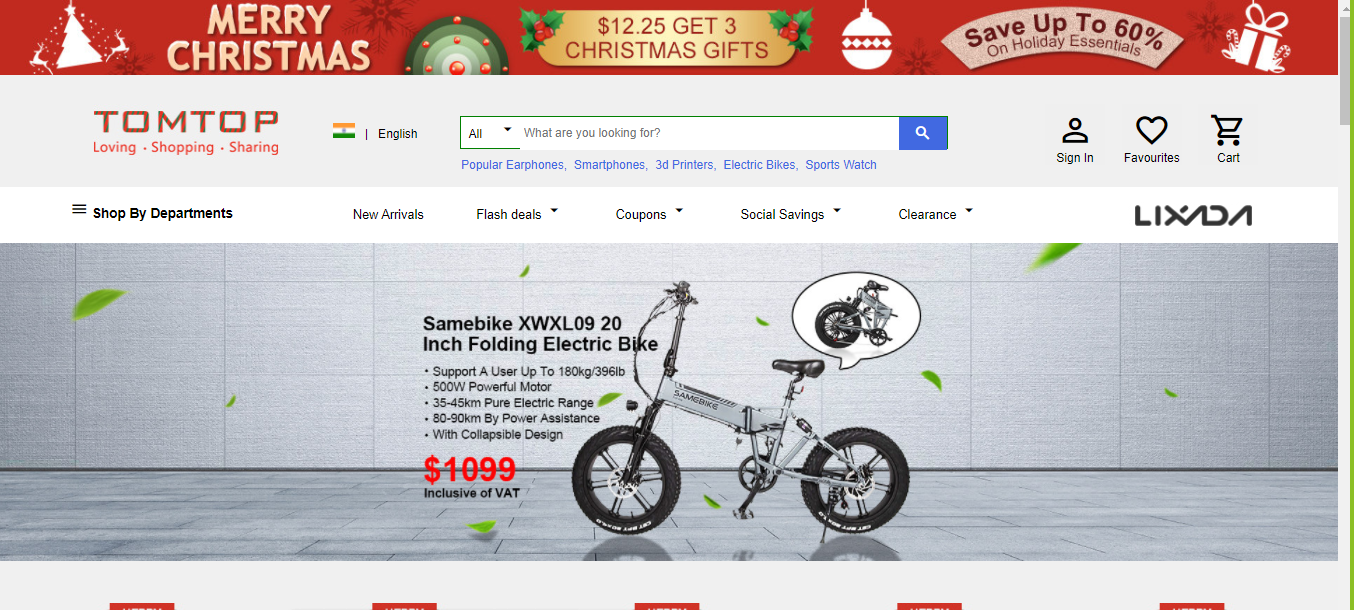 MERRY
CHRISTMAS
$12.25 GET 3
CHRISTMAS GIFTS
Save Up To 60%
On Holiday Essentials
TOMTOP
Loving · Shopping · Sharing
| English
All
What are you looking for?
Popular Earphones, Smartphones, 3d Printers, Electric Bikes, Sports Watch
Sign In
Favourites
Cart
Shop By Departments
New Arrivals
Flash deals
Coupons
Social Savings
Clearance
LIXADA
Samebike XWXL09 20
Inch Folding Electric Bike
• Support A User Up To 180kg/396lb
• 500W Powerful Motor
• 35-45km Pure Electric Range
• 80-90km By Power Assistance
• With Collapsible Design
$1099
Inclusive of VAT
SAMEBIKE